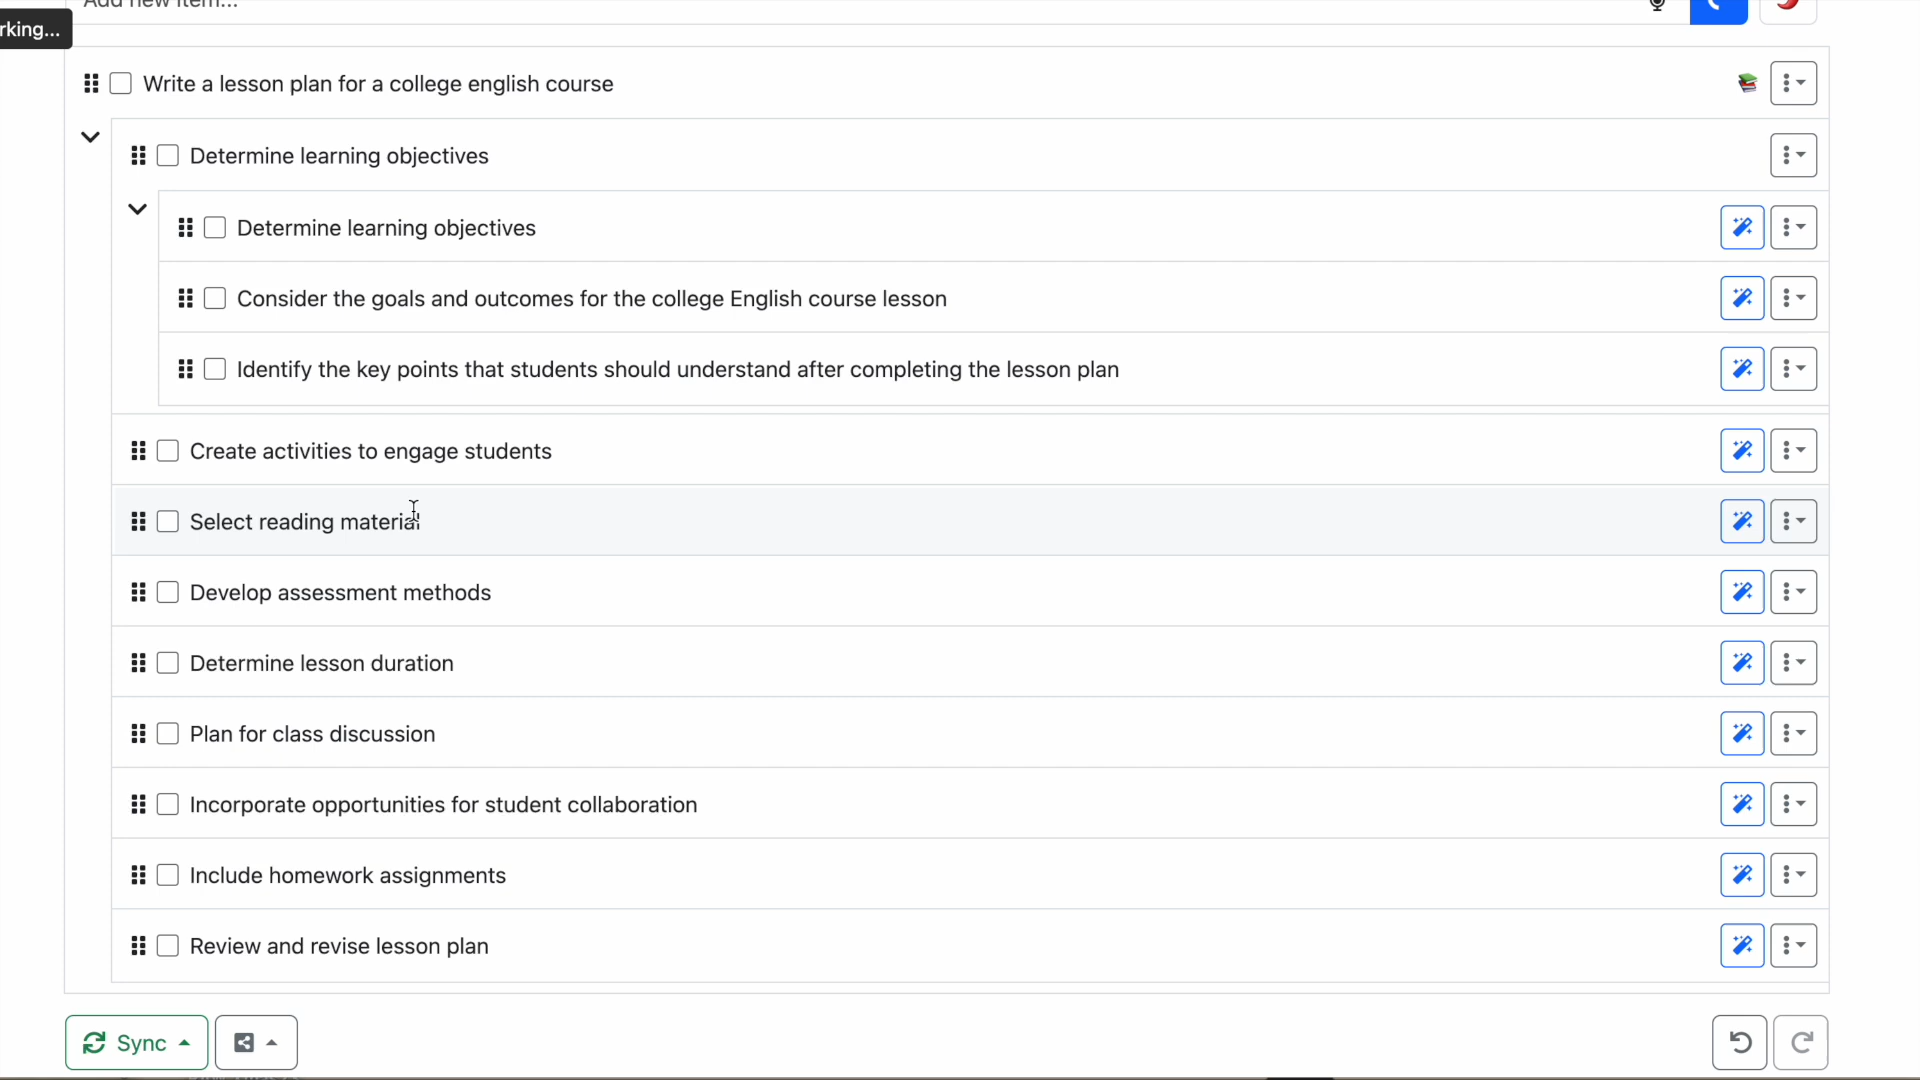 Add new item...
rking...
Write a lesson plan for a college english course
Determine learning objectives
Determine learning objectives
Consider the goals and outcomes for the college English course lesson
Identify the key points that students should understand after completing the lesson plan
Create activities to engage students
Select reading material
Develop assessment methods
Determine lesson duration
Plan for class discussion
Incorporate opportunities for student collaboration
Include homework assignments
Review and revise lesson plan
Sync